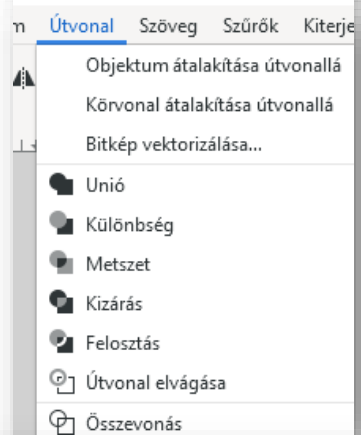 Útvonal Szöveg Szűrők
Objektum átalakítása útvonallá
Körvonal átalakítása útvonallá
Bitkép vektorizálása...
Unió
Különbség
Metszet
Kizárás
Felosztás
Útvonal elvágása
Összevonás